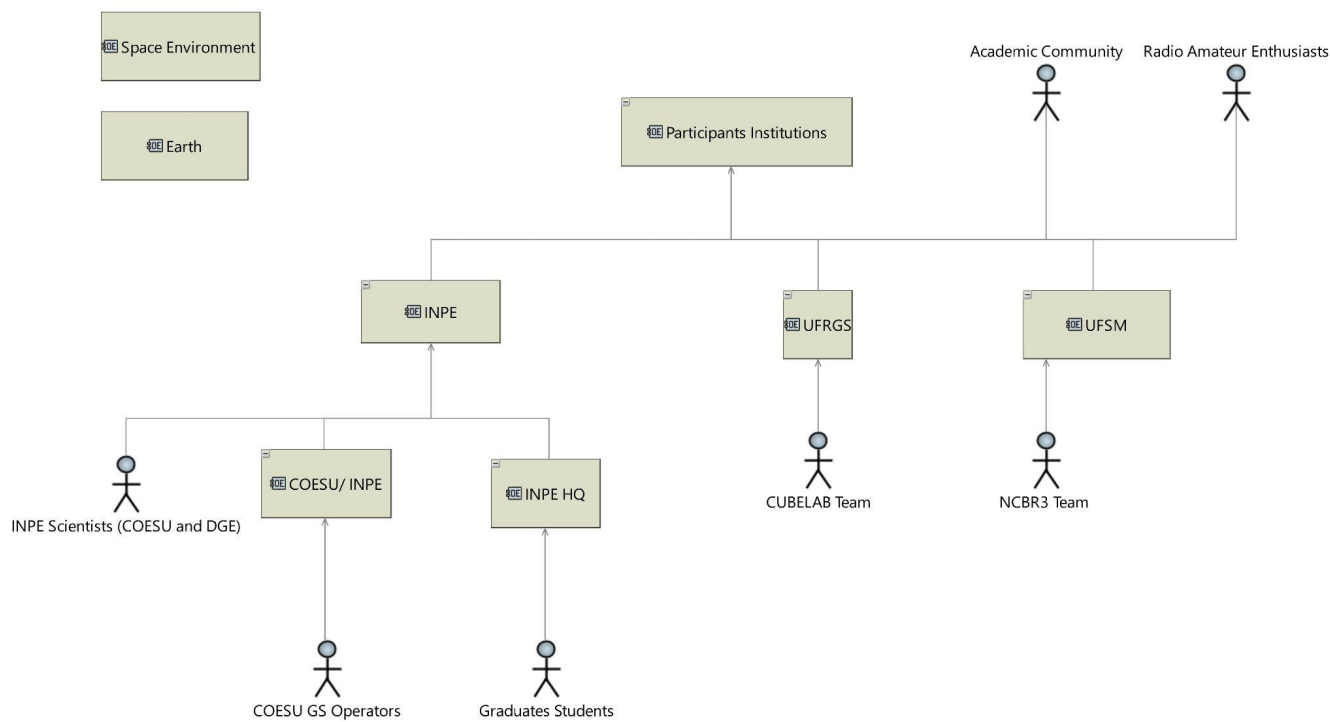 Space Environment
Academic Community
Radio Amateur Enthusiasts
Participants Institutions
Earth
INPE
UFRGS
UFSM
COESU/ INPE
INPE HQ
CUBELAB Team
NCBR3 Team
INPE Scientists (COESU and DGE)
COESU GS Operators
Graduates Students